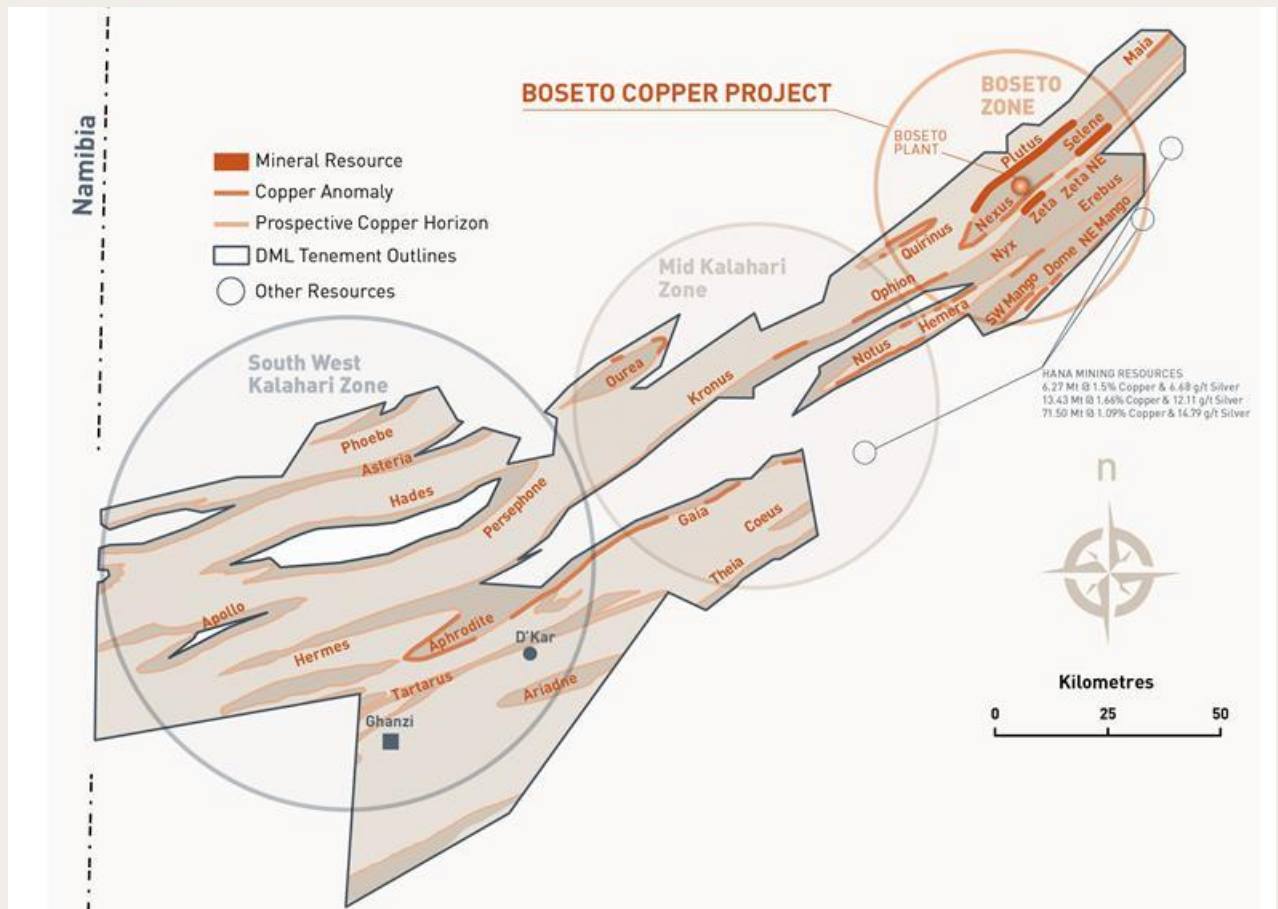 Namibia
BOSETO COPPER PROJECT
Mineral Resource
Copper Anomaly
Prospective Copper Horizon
DML Tenement Outlines
Other Resources
BOSETO
ZONE
BOSETO
PLANT
Maia
Plutus
Selene
Nexus
Zeta
Zeta NE
Erebus
Quirinus
Nyx
NE Mango
Dome
SW Mango
Ophion
Hemera
Notus
Mid Kalahari
Zone
Ourea
Kronus
HANA MINING RESOURCES
6.27 Mt @ 1.5% Copper & 6.68 g/t Silver
13.43 Mt @ 1.66% Copper & 12.11 g/t Silver
71.50 Mt @ 1.09% Copper & 14.79 g/t Silver
South West
Kalahari Zone
Phoebe
Asteria
Hades
Persephone
Gaia
Coeus
Theia
Apollo
Hermes
Aphrodite
D'Kar
Tartarus
Ariadne
Ghanzi
n
Kilometres
0 25 50